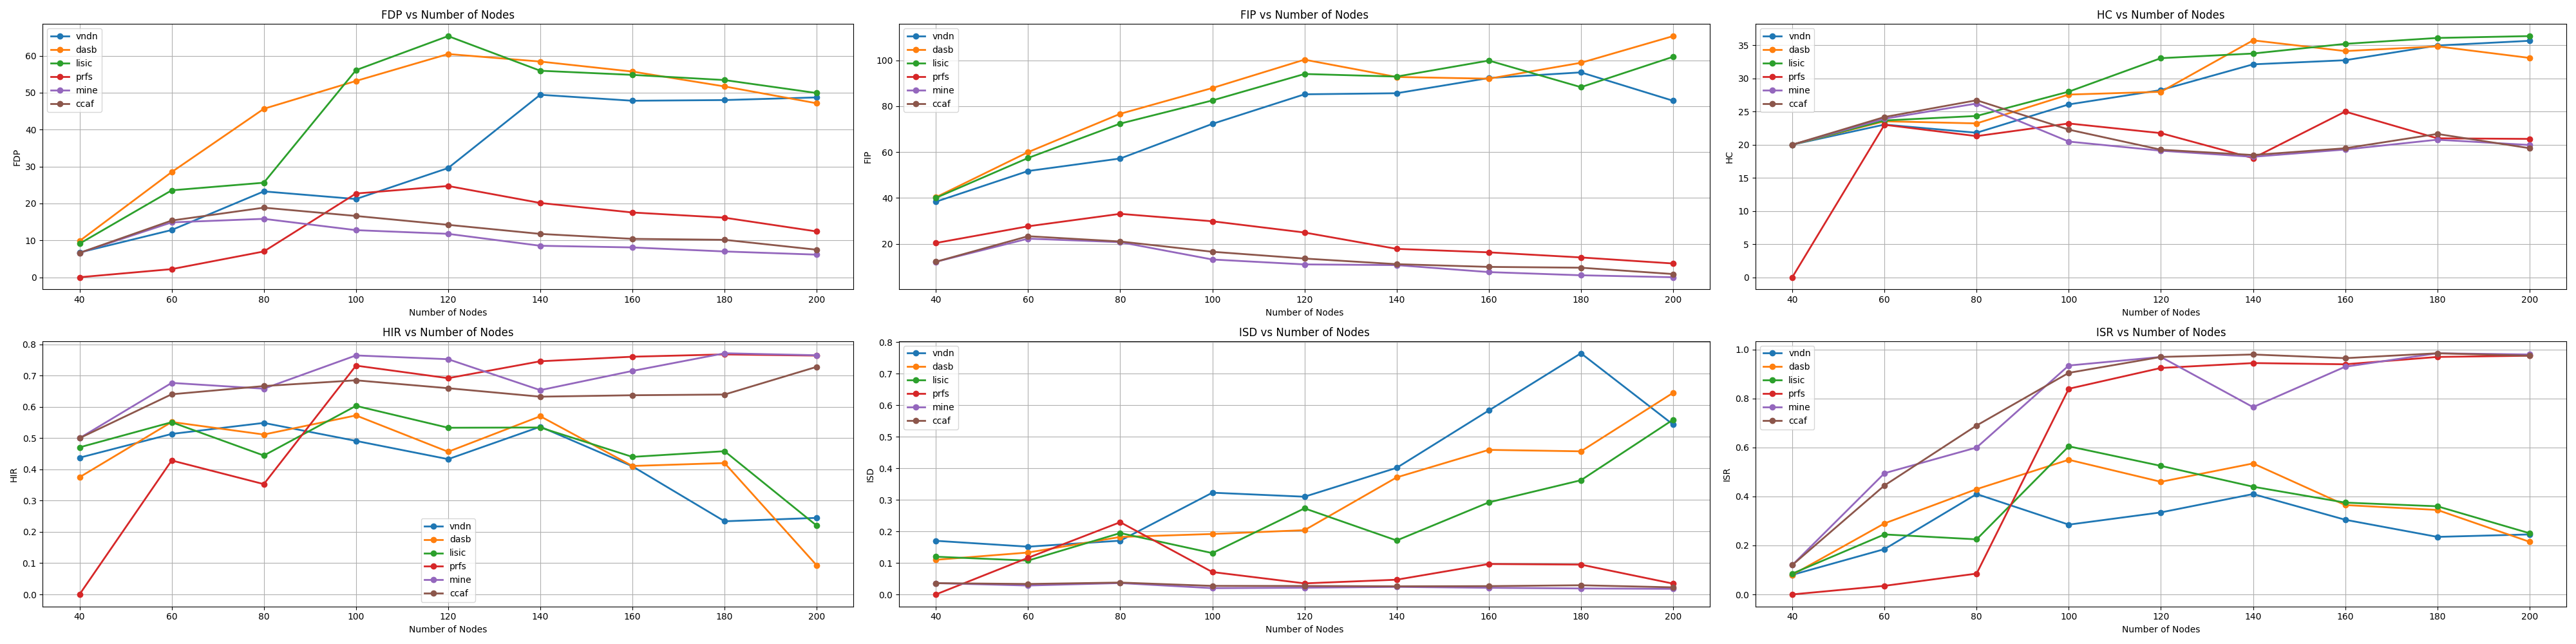 FDP vs Number of Nodes
vndn
dasb
lisic
prfs
mine
ccaf
FDP
60
50
40
30
20
10
0
40 60 80 100 120 140 160 180 200
Number of Nodes
FIP vs Number of Nodes
vndn
dasb
lisic
prfs
mine
ccaf
FIP
100
80
60
40
20
40 60 80 100 120 140 160 180 200
Number of Nodes
HC vs Number of Nodes
vndn
dasb
lisic
prfs
mine
ccaf
HC
35
30
25
20
15
10
5
0
40 60 80 100 120 140 160 180 200
Number of Nodes
HIR vs Number of Nodes
HIR
0.8
0.7
0.6
0.5
0.4
0.3
0.2
0.1
0.0
vndn
dasb
lisic
prfs
mine
ccaf
40 60 80 100 120 140 160 180 200
Number of Nodes
ISD vs Number of Nodes
vndn
dasb
lisic
prfs
mine
ccaf
ISD
0.8
0.7
0.6
0.5
0.4
0.3
0.2
0.1
0.0
40 60 80 100 120 140 160 180 200
Number of Nodes
ISR vs Number of Nodes
vndn
dasb
lisic
prfs
mine
ccaf
ISR
1.0
0.8
0.6
0.4
0.2
0.0
40 60 80 100 120 140 160 180 200
Number of Nodes